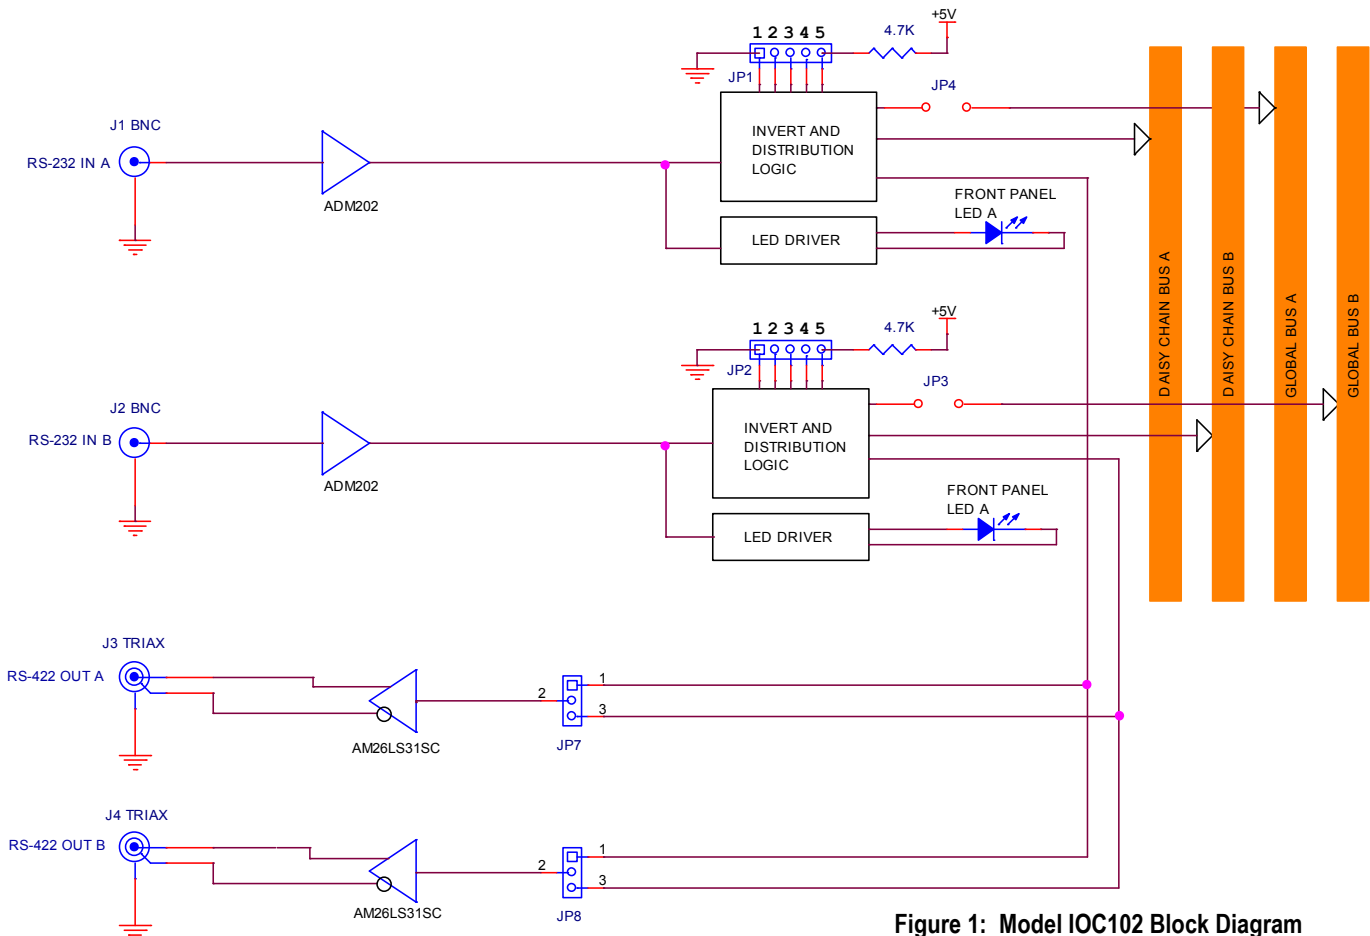 +5V
1 2 3 4 5
4.7K
JP1
JP4
J1 BNC
RS-232 IN A
ADM202
INVERT AND
DISTRIBUTION
LOGIC
FRONT PANEL
LED A
LED DRIVER
DAISY CHAIN BUS A
DAISY CHAIN BUS B
GLOBAL BUS A
GLOBAL BUS B
+5V
1 2 3 4 5
4.7K
JP2
JP3
J2 BNC
RS-232 IN B
ADM202
INVERT AND
DISTRIBUTION
LOGIC
FRONT PANEL
LED A
LED DRIVER
J3 TRIAX
RS-422 OUT A
AM26LS31SC
1
2
3
JP7
J4 TRIAX
RS-422 OUT B
AM26LS31SC
1
2
3
JP8
Figure 1: Model IOC102 Block Diagram